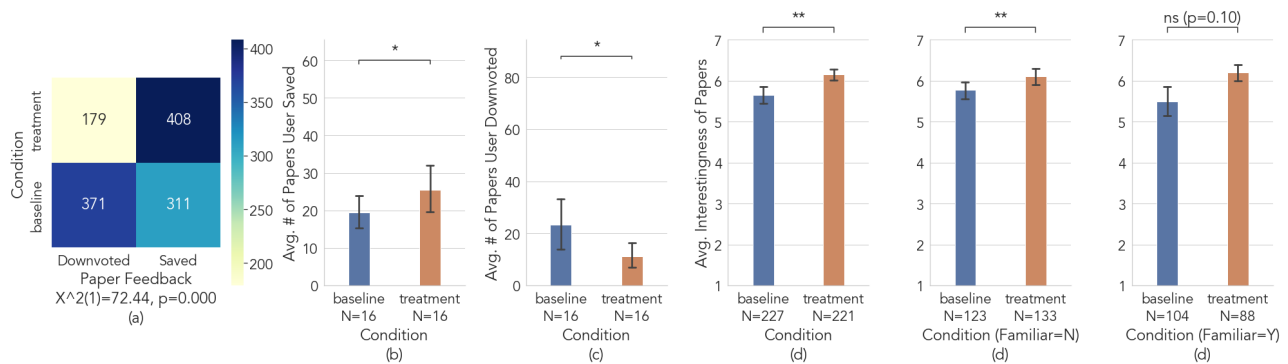 Condition
treatment
baseline
179
408
371
311
Downvoted
Saved
Paper Feedback
X^2(1)=72.44, p=0.000
(a)
400
350
300
250
200
Avg. # of Papers User Saved
60
50
40
30
20
10
0
*
baseline
N=16
treatment
N=16
Condition
(b)
Avg. # of Papers User Downvoted
80
60
40
20
0
*
baseline
N=16
treatment
N=16
Condition
(c)
Avg. Interestingness of Papers
7
6
5
4
3
2
1
**
baseline
N=227
treatment
N=221
Condition
(d)
7
6
5
4
3
2
1
**
baseline
N=123
treatment
N=133
Condition (Familiar=N)
(d)
7
6
5
4
3
2
1
ns (p=0.10)
baseline
N=104
treatment
N=88
Condition (Familiar=Y)
(d)